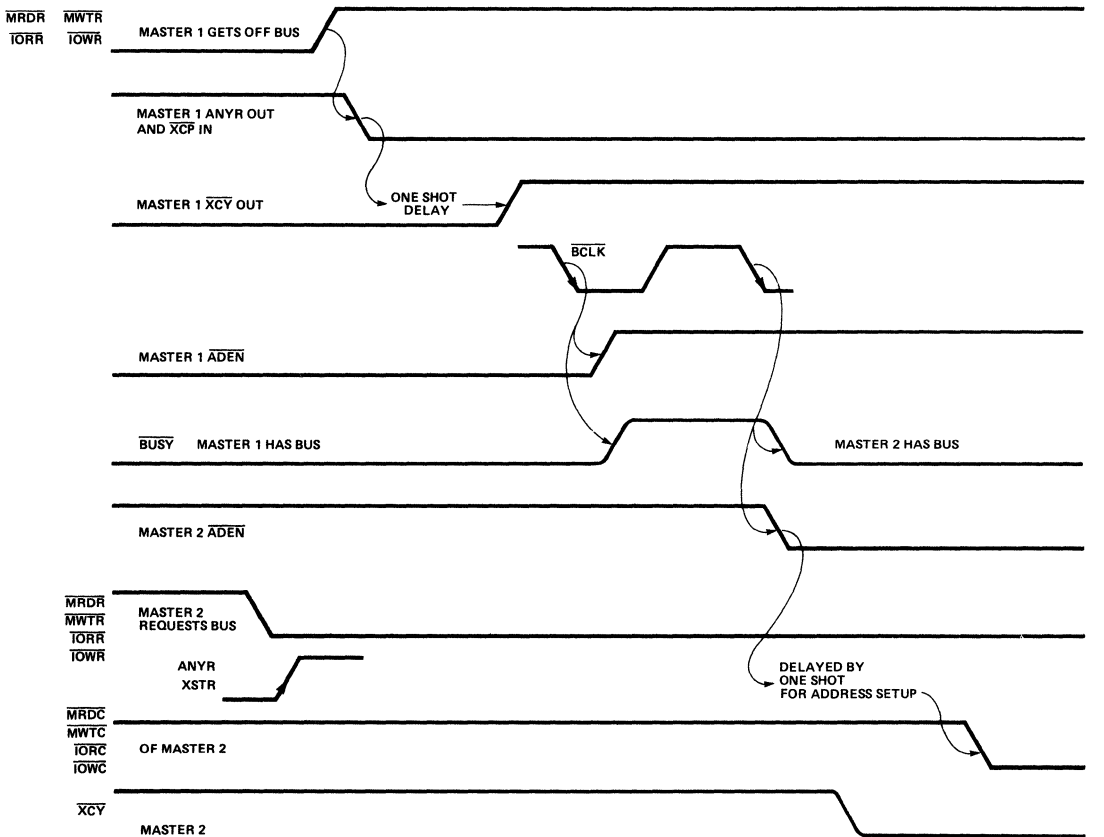 MRDR MWTR
IORR IOWR
MASTER 1 GETS OFF BUS
MASTER 1 ANYR OUT
AND XCP IN
ONE SHOT
DELAY
MASTER 1 XCY OUT
BCLK
MASTER 1 ADEN
BUSY MASTER 1 HAS BUS
MASTER 2 HAS BUS
MASTER 2 ADEN
MRDR
MWTR
IORR
IOWR
MASTER 2
REQUESTS BUS
ANYR
XSTR
DELAYED BY
ONE SHOT
FOR ADDRESS SETUP
MRDC
MWTC
IORC
IOWC
OF MASTER 2
XCY
MASTER 2